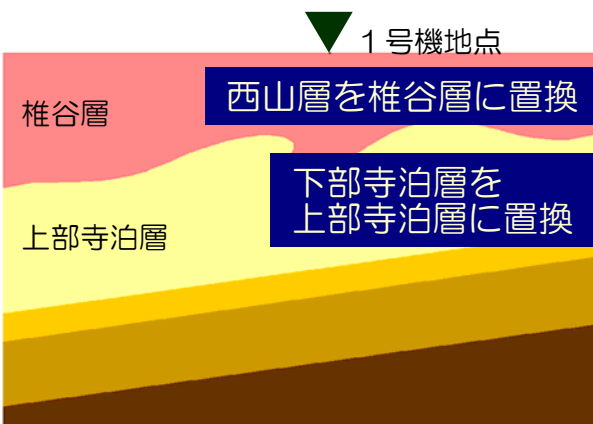 1号機地点
西山層を椎谷層に置換
椎谷層
下部寺泊層を
上部寺泊層に置換
上部寺泊層